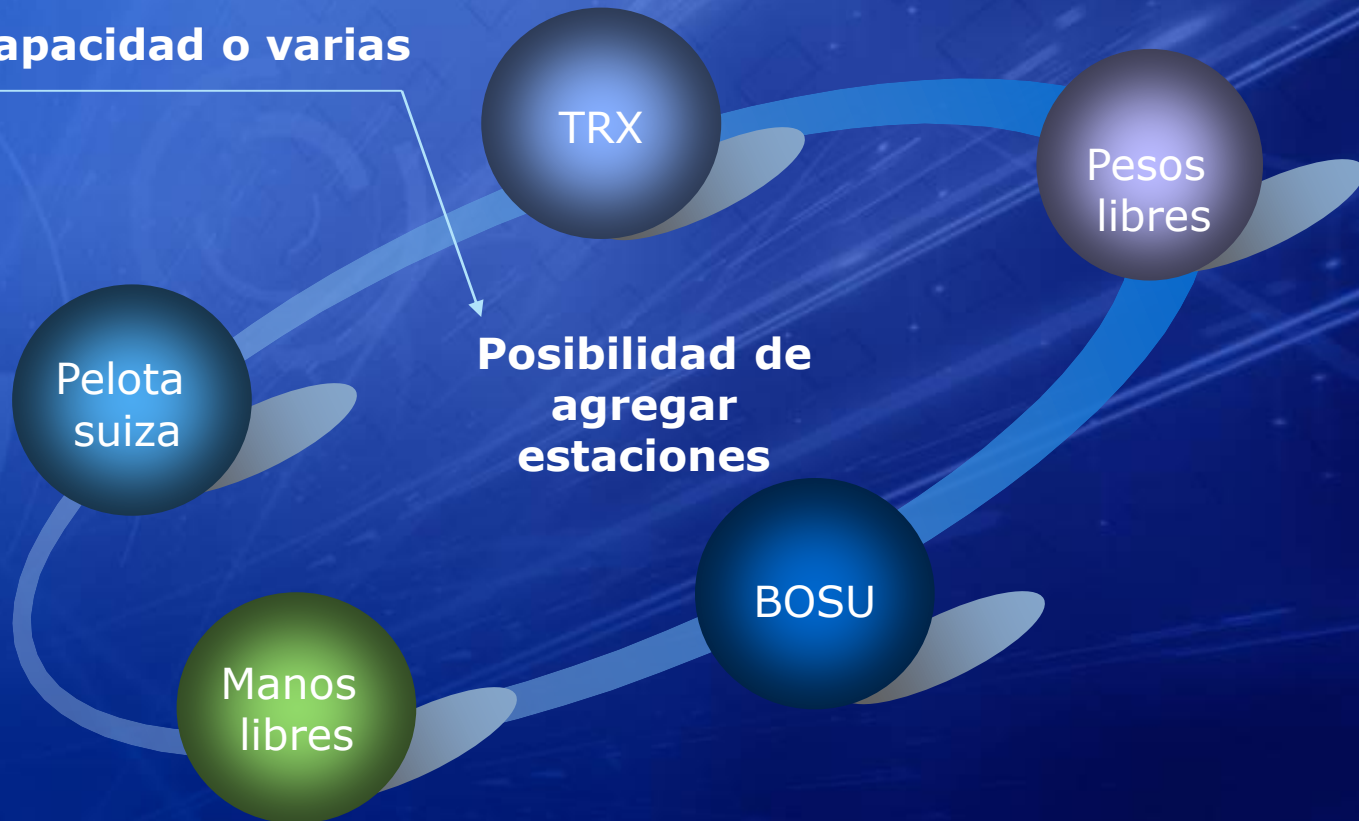 apacidad o varias
TRX
Pesos
libres
Pelota
suiza
Posibilidad de
agregar
estaciones
BOSU
Manos
libres